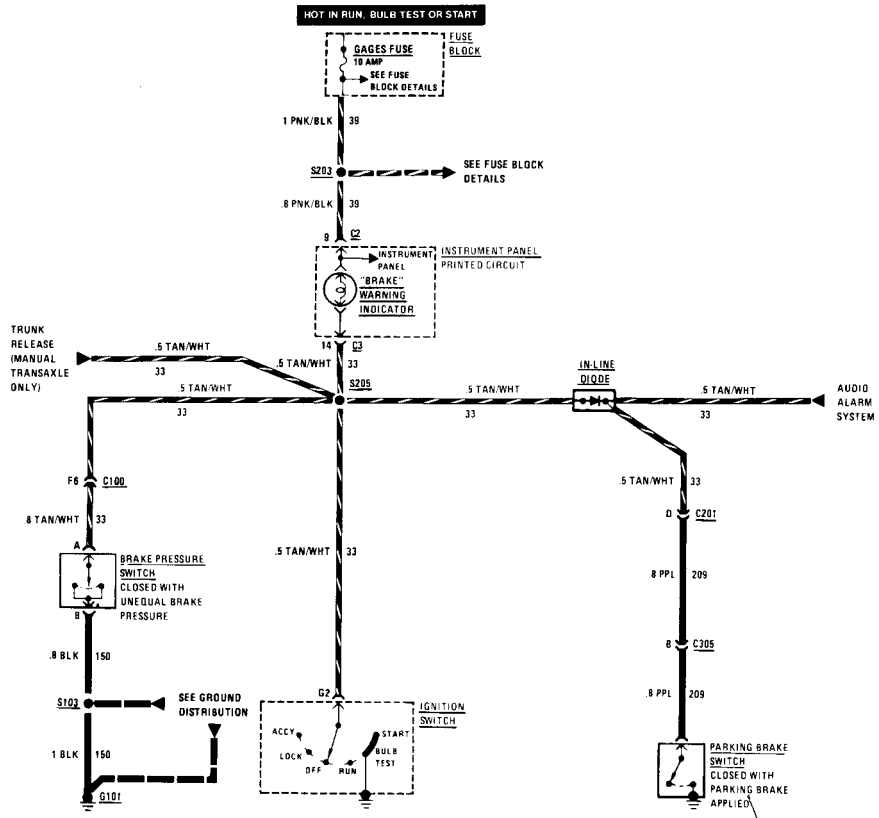 HOT IN RUN, BULB TEST OR START
FUSE
BLOCK
GAGES FUSE
10 AMP
SEE FUSE
BLOCK DETAILS
1 PNK/BLK
39
S203
SEE FUSE BLOCK
DETAILS
.8 PNK/BLK
39
9
C2
INSTRUMENT
PANEL
INSTRUMENT PANEL
PRINTED CIRCUIT
"BRAKE"
WARNING
INDICATOR
14
C3
TRUNK
RELEASE
(MANUAL
TRANSAXLE
ONLY)
.5 TAN/WHT
33
.5 TAN/WHT
33
S205
.5 TAN/WHT
33
.5 TAN/WHT
33
IN-LINE
DIODE
.5 TAN/WHT
33
AUDIO
ALARM
SYSTEM
F6
C100
.8 TAN/WHT
33
A
BRAKE PRESSURE
SWITCH
CLOSED WITH
UNEQUAL BRAKE
PRESSURE
B
.8 BLK
150
S103
SEE GROUND
DISTRIBUTION
1 BLK
150
G101
.5 TAN/WHT
33
G2
IGNITION
SWITCH
ACCY
LOCK
OFF
RUN
BULB
TEST
START
.5 TAN/WHT
33
D
C201
.8 PPL
209
B
C305
.8 PPL
209
PARKING BRAKE
SWITCH
CLOSED WITH
PARKING BRAKE
APPLIED